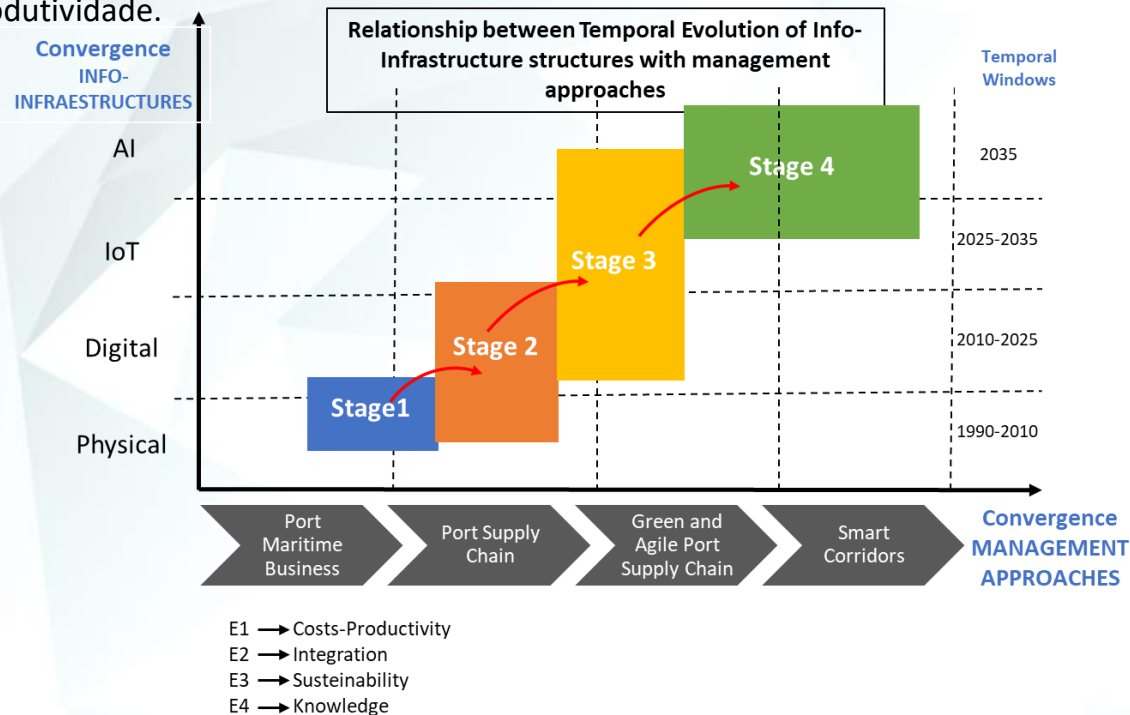 odutividade.
Relationship between Temporal Evolution of Info-
Infrastructure structures with management
approaches
Convergence
INFO-
INFRAESTRUCTURES
Temporal
Windows
AI
Stage 4
2035
IoT
Stage 3
2025-2035
Digital
Stage 2
2010-2025
Stage1
Physical
1990-2010
Port
Maritime
Business
Port Supply
Chain
Green and
Agile Port
Supply Chain
Smart
Corridors
Convergence
MANAGEMENT
APPROACHES
E1 → Costs-Productivity
E2 → Integration
E3 → Susteinability
E4 → Knowledge